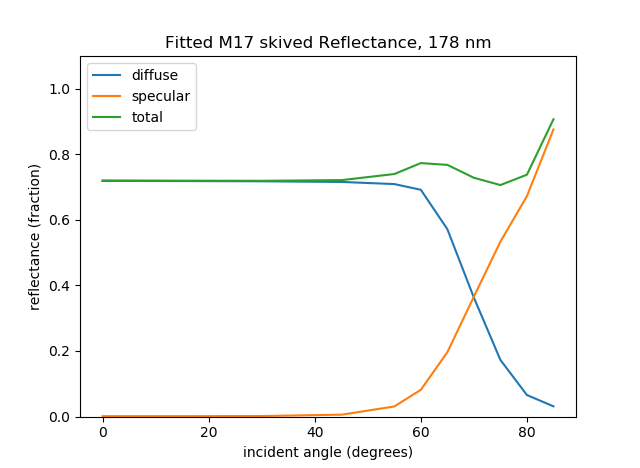 Fitted M17 skived Reflectance, 178 nm
diffuse
specular
total
reflectance (fraction)
1.0
0.8
0.6
0.4
0.2
0.0
0 20 40 60 80
incident angle (degrees)